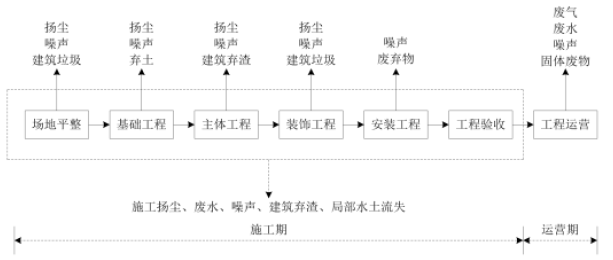 扬尘
噪声
建筑垃圾
扬尘
噪声
弃土
扬尘
噪声
建筑弃渣
扬尘
噪声
建筑垃圾
噪声
废弃物
废气
废水
噪声
固体废物
场地平整
基础工程
主体工程
装饰工程
安装工程
工程验收
工程运营
施工扬尘、废水、噪声、建筑弃渣、局部水土流失
施工期
运营期